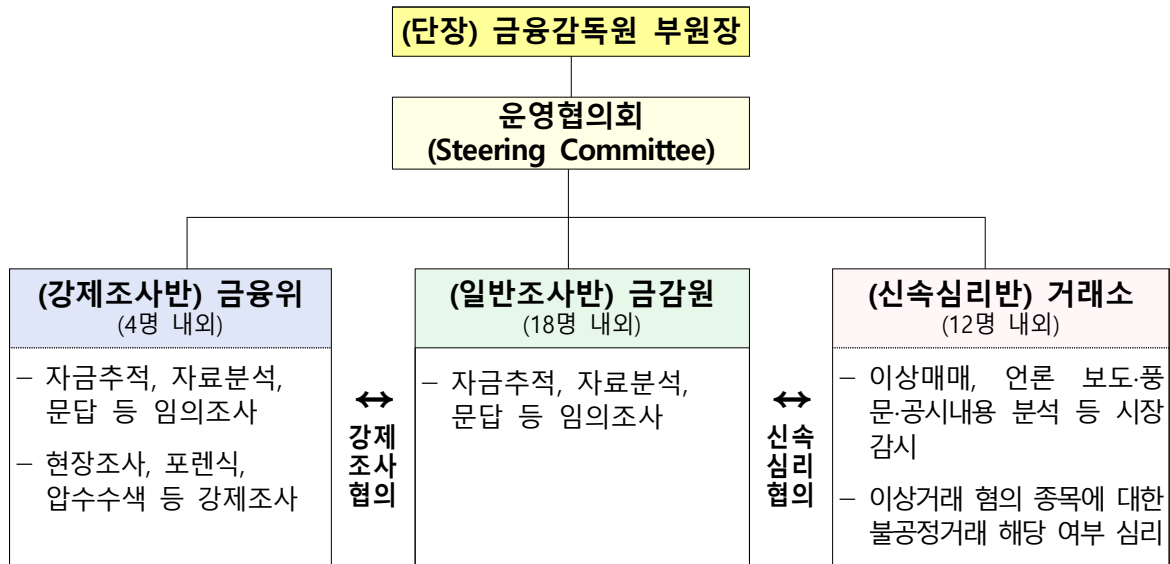 (단장) 금융감독원 부원장
운영협의회
(Steering Committee)
(강제조사반) 금융위
(4명 내외)
– 자금추적, 자료분석,
문답 등 임의조사
– 현장조사, 포렌식,
압수수색 등 강제조사
↔
강제
조사
협의
(일반조사반) 금감원
(18명 내외)
– 자금추적, 자료분석,
문답 등 임의조사
↔
신속
심리
협의
(신속심리반) 거래소
(12명 내외)
– 이상매매, 언론 보도·풍
문·공시내용 분석 등 시장
감시
– 이상거래 혐의 종목에 대한
불공정거래 해당 여부 심리